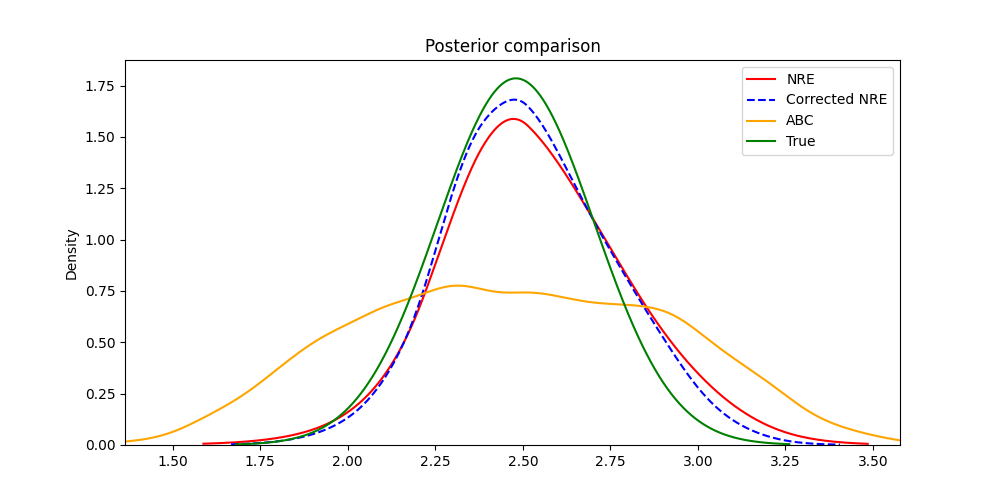 Posterior comparison
NRE
Corrected NRE
ABC
True
Density
1.75
1.50
1.25
1.00
0.75
0.50
0.25
0.00
1.50 1.75 2.00 2.25 2.50 2.75 3.00 3.25 3.50